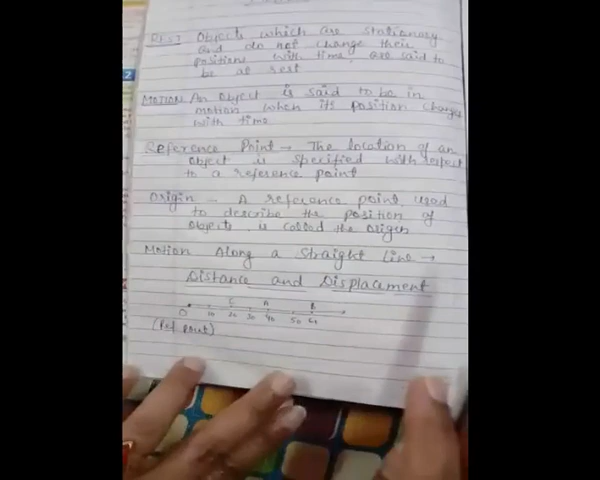 REST Objects which are stationary
and do not change their
positions with time, are said to
be at rest
MOTION An object is said to be in
motion when its position changes
with time
Reference Point → The location of an
object is specified with respect
to a reference point
Origin - A reference point used
to describe the position of
objects is called the origin
Motion Along a Straight Line →
Distance and Displacement
C A B
O 10 20 30 40 50 60
(Ref point)